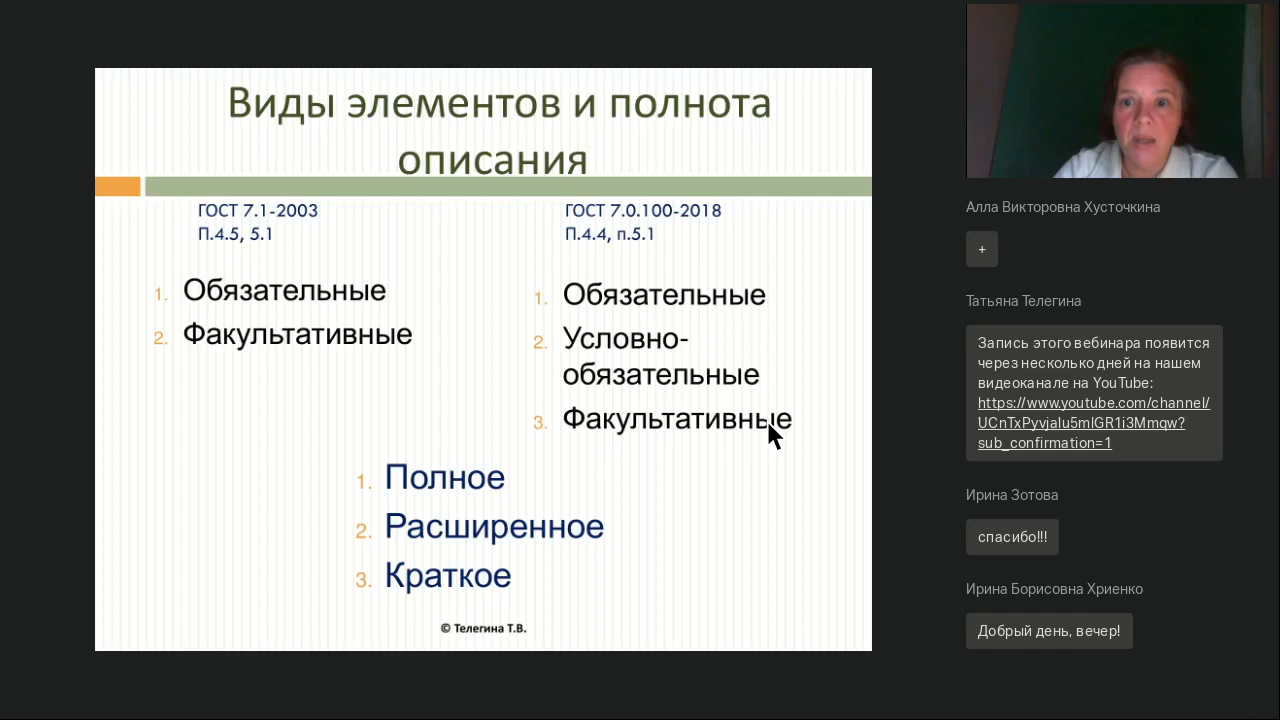 Виды элементов и полнота
описания
ГОСТ 7.1-2003
П.4.5, 5.1
1. Обязательные
2. Факультативные
ГОСТ 7.0.100-2018
П.4.4, п.5.1
1. Обязательные
2. Условно-
обязательные
3. Факультативные
1. Полное
2. Расширенное
3. Краткое
© Телегина Т.В.
Алла Викторовна Хусточкина
+
Татьяна Телегина
Запись этого вебинара появится
через несколько дней на нашем
видеоканале на YouTube:
https://www.youtube.com/channel/
UCnTxPyvjaIu5mlGR1i3Mmqw?
sub_confirmation=1
Ирина Зотова
спасибо!!!
Ирина Борисовна Хриенко
Добрый день, вечер!